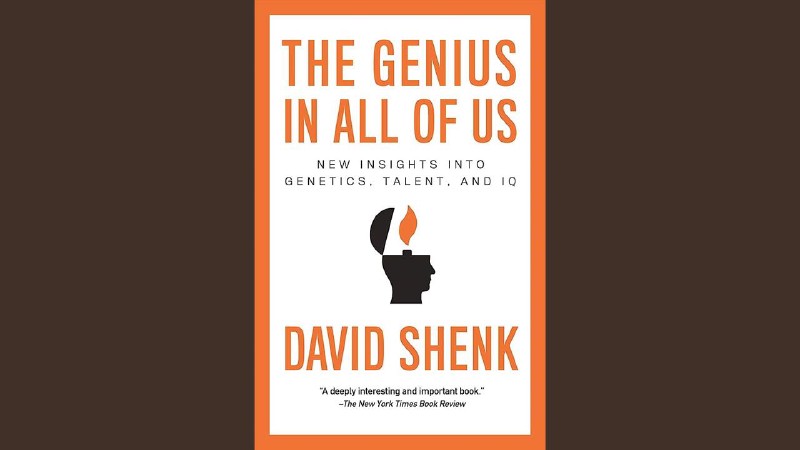 THE GENIUS
IN ALL OF US
NEW INSIGHTS INTO
GENETICS, TALENT, AND IQ
DAVID SHENK
"A deeply interesting and important book."
–The New York Times Book Review